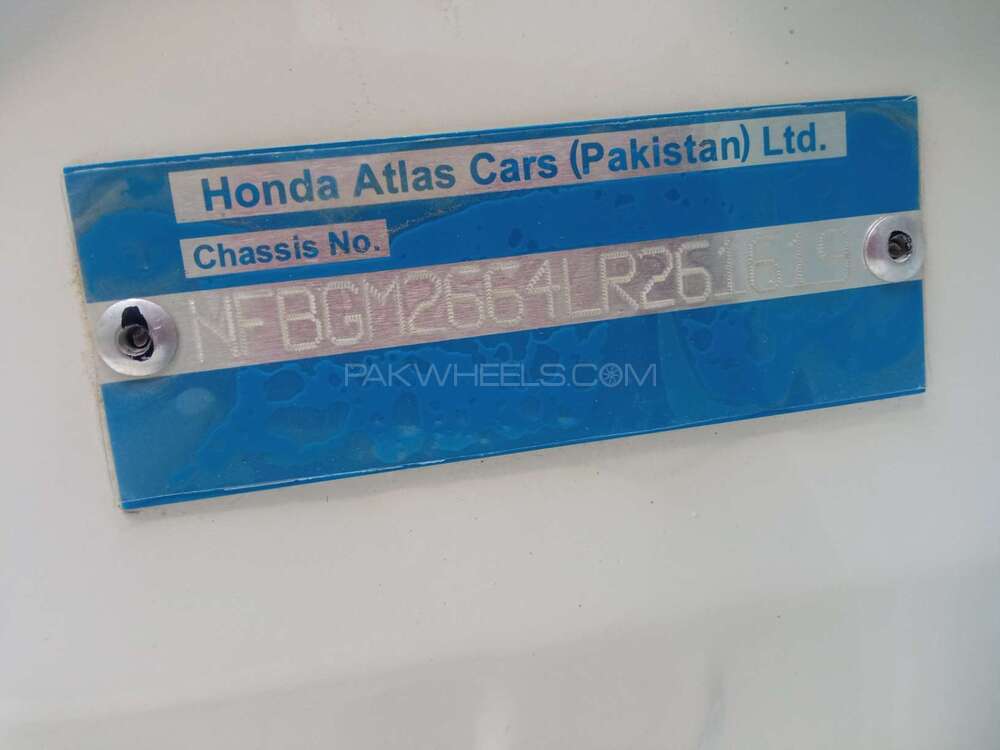 Honda Atlas Cars (Pakistan) Ltd.
Chassis No.
NFBGM2664LR261619
PAKWHEELS.COM